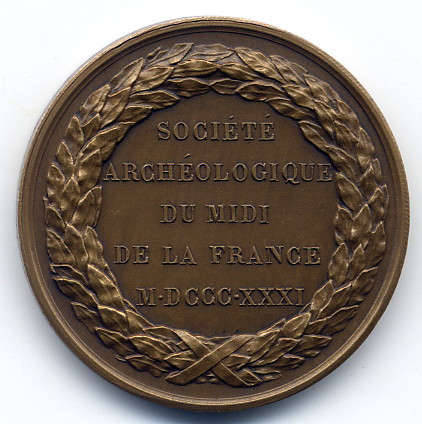 SOCIÉTÉ
ARCHÉOLOGIQUE
DU MIDI
DE LA FRANCE
M·DCCC·XXXI